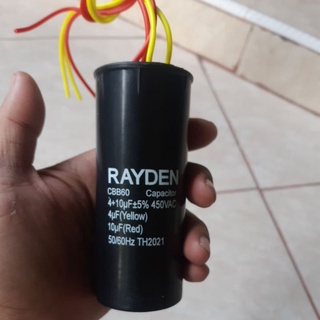 RAYDEN
CBB60 Capacitor
4+10μF±5% 450VAC
4μF(Yellow)
10μF(Red)
50/60Hz TH2021